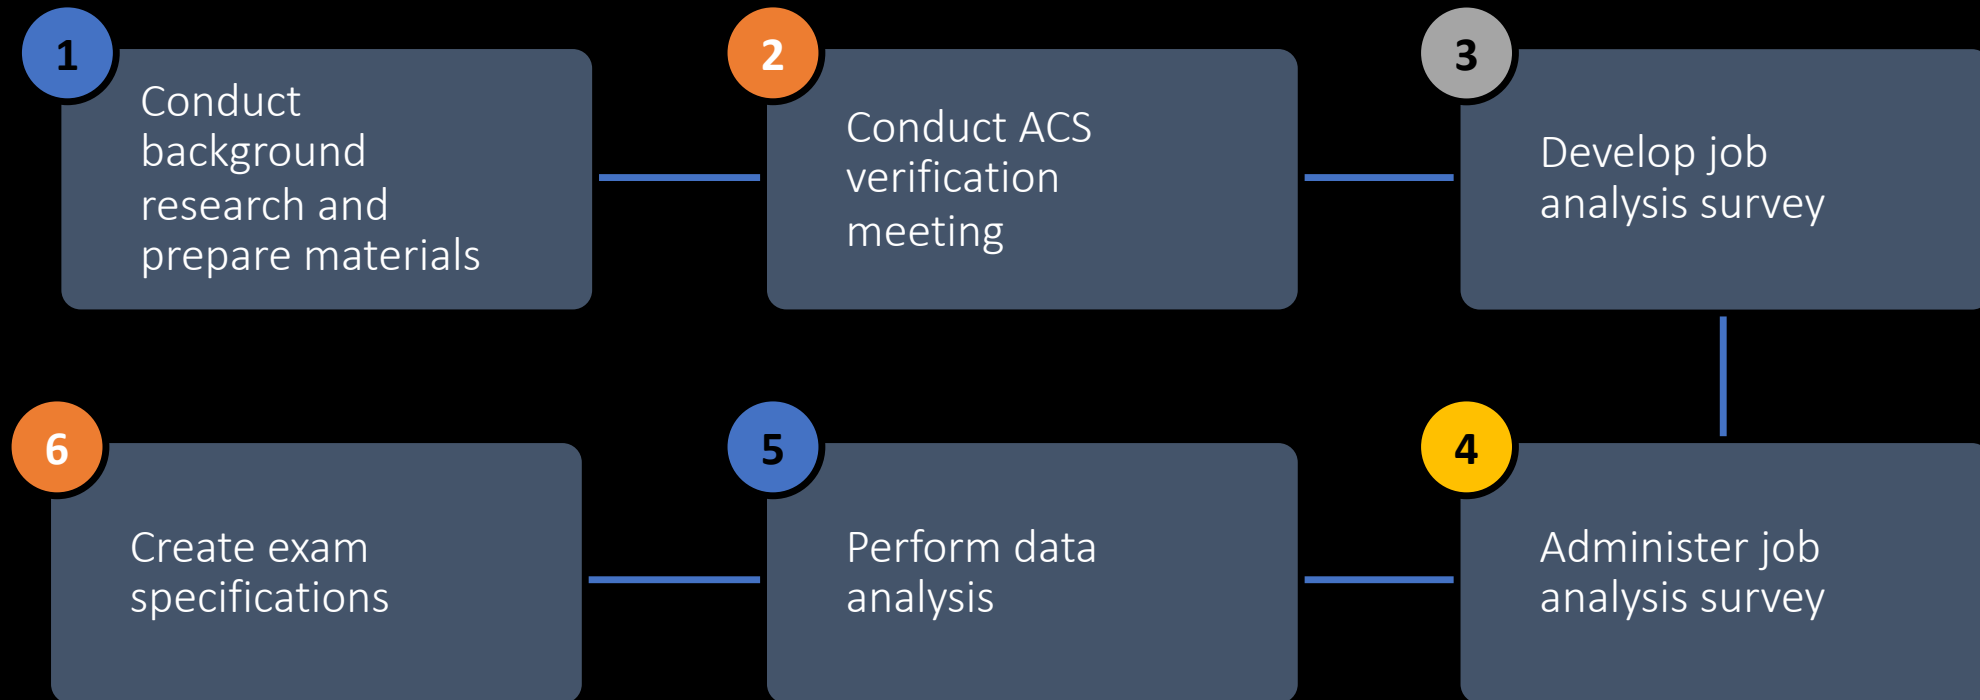 1
Conduct
background
research and
prepare materials
2
Conduct ACS
verification
meeting
3
Develop job
analysis survey
4
Administer job
analysis survey
5
Perform data
analysis
6
Create exam
specifications